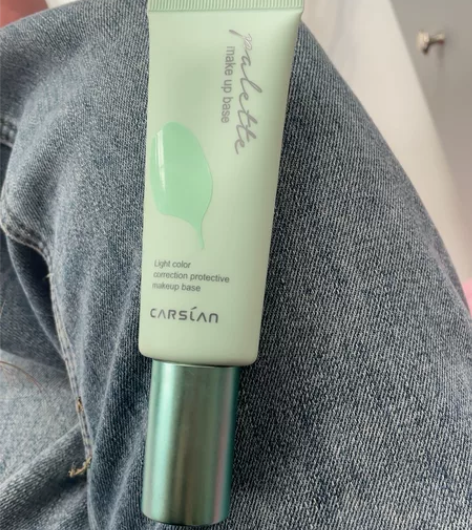 palette
make up base
Light color
correction protective
makeup base
CARSLAN